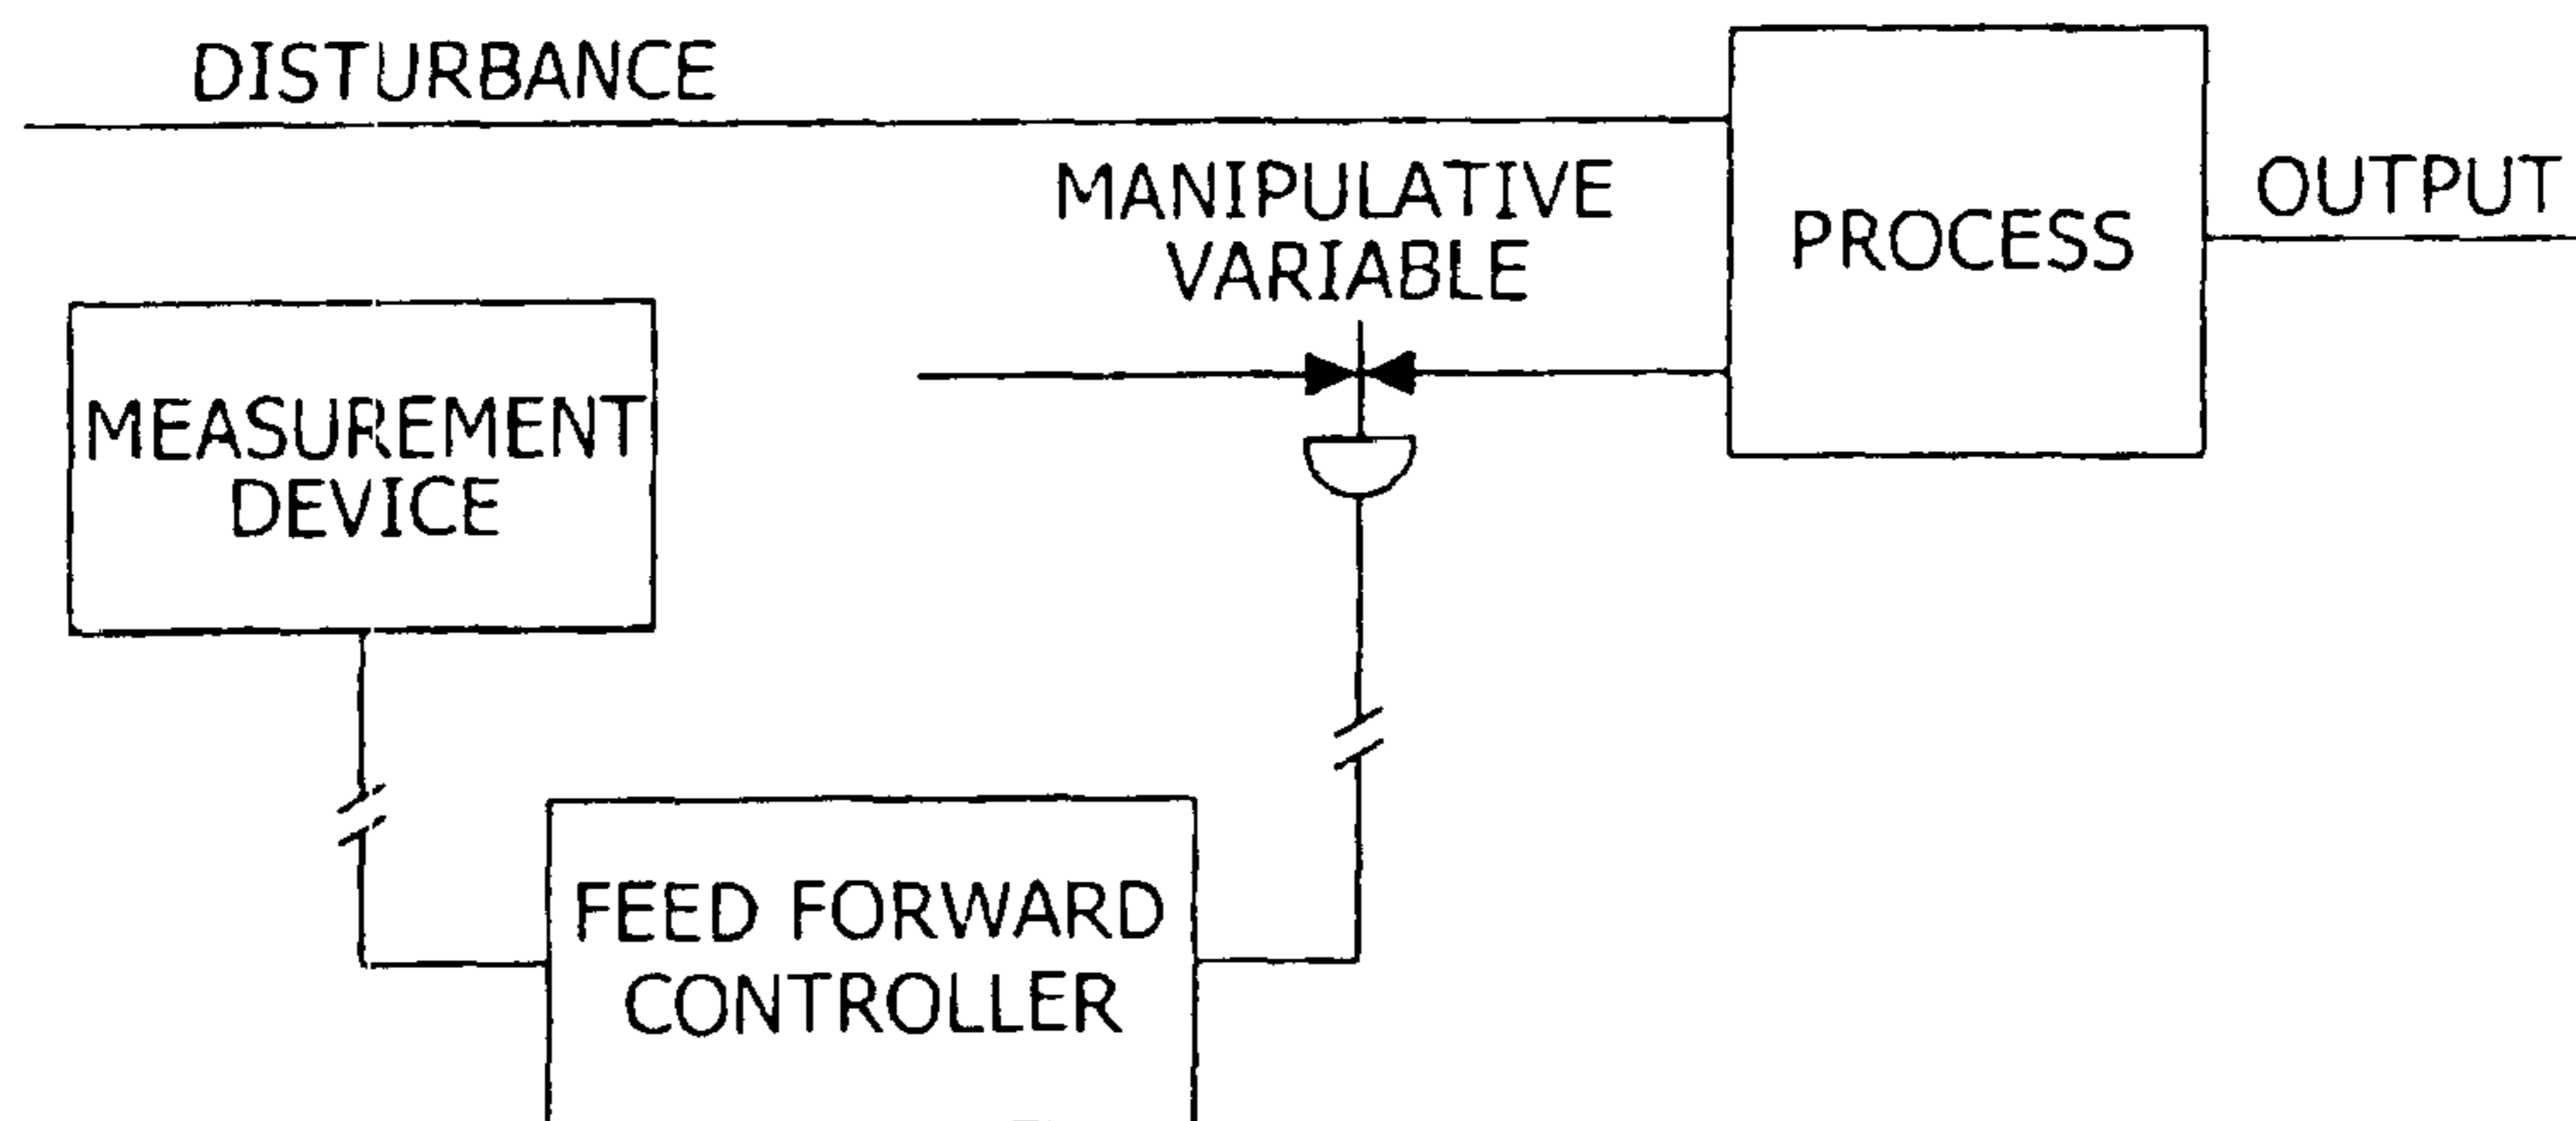 DISTURBANCE
MANIPULATIVE
VARIABLE
PROCESS
OUTPUT
MEASUREMENT
DEVICE
FEED FORWARD
CONTROLLER